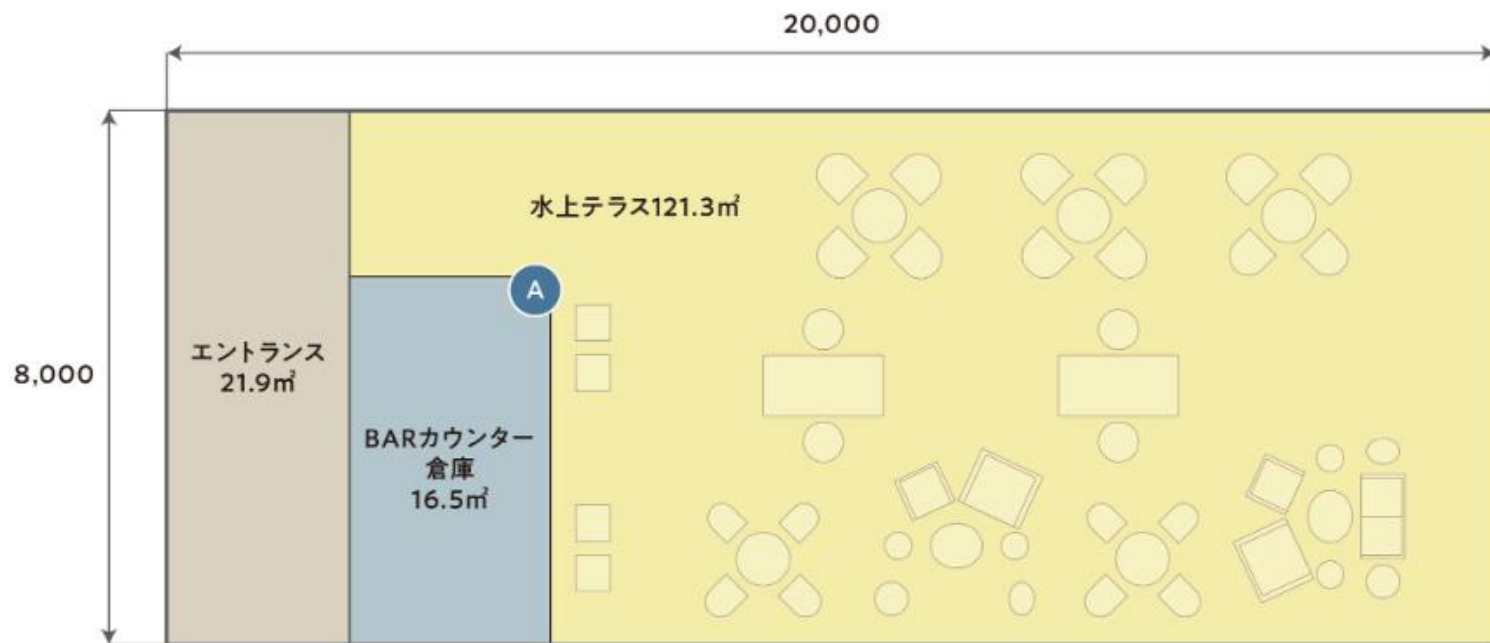 20,000
水上テラス121.3㎡
A
8,000
エントランス
21.9㎡
BARカウンター
倉庫
16.5㎡